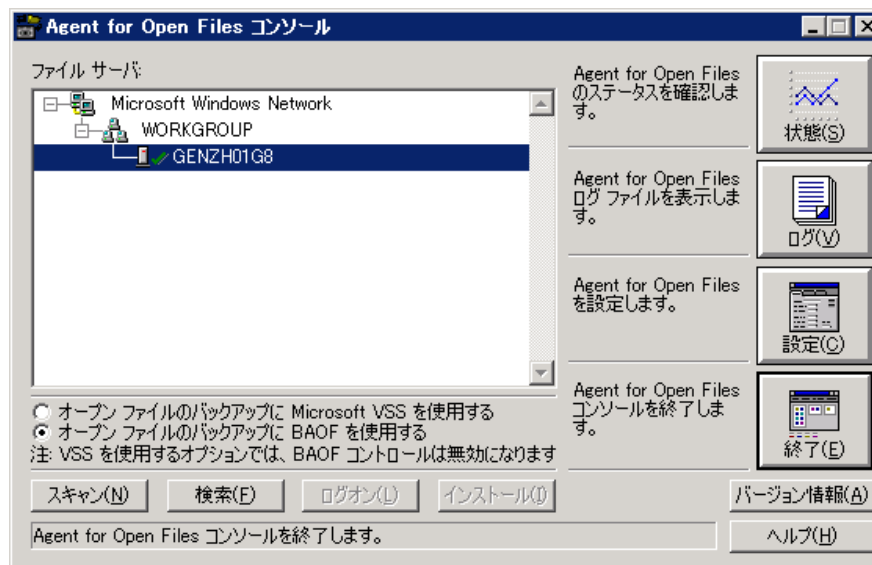 Agent for Open Files コンソール
ファイル サーバ:
Microsoft Windows Network
WORKGROUP
GENZH01G8
Agent for Open Files
のステータスを確認しま
す。
状態(S)
Agent for Open Files
ログ ファイルを表示しま
す。
ログ(V)
Agent for Open Files
を設定します。
設定(C)
Agent for Open Files
コンソールを終了しま
す。
終了(E)
オープン ファイルのバックアップに Microsoft VSS を使用する
オープン ファイルのバックアップに BAOF を使用する
注: VSS を使用するオプションでは、BAOF コントロールは無効になります
スキャン(N)
検索(F)
ログオン(L)
インストール(I)
バージョン情報(A)
Agent for Open Files コンソールを終了します。
ヘルプ(H)